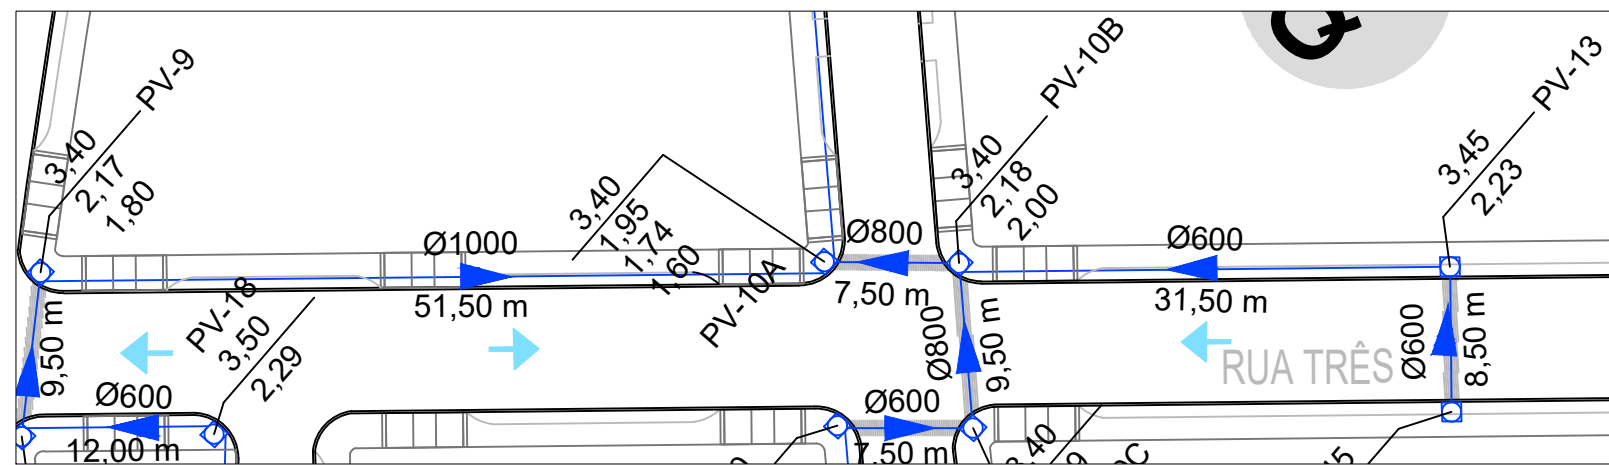 Q
PV-9
3,40
2,17
1,80
Ø1000
51,50 m
3,40
1,95
1,74
1,60
PV-10A
Ø800
7,50 m
PV-10B
3,40
2,18
2,00
Ø600
31,50 m
PV-13
3,45
2,23
9,50 m
PV-18
3,50
2,29
Ø600
12,00 m
Ø800
9,50 m
Ø600
7,50 m
RUA TRÊS
Ø600
8,50 m
3,40